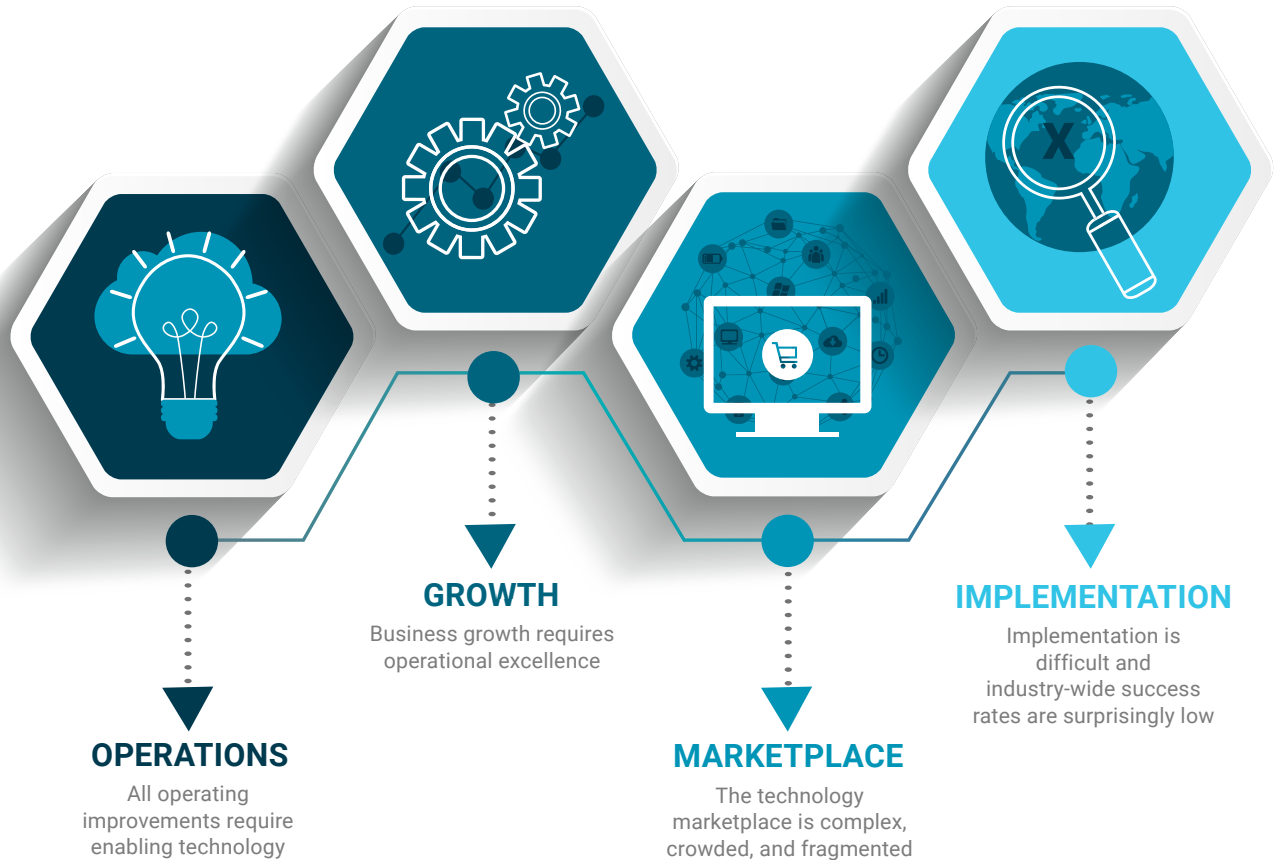 X
OPERATIONS
All operating
improvements require
enabling technology
GROWTH
Business growth requires
operational excellence
MARKETPLACE
The technology
marketplace is complex,
crowded, and fragmented
IMPLEMENTATION
Implementation is
difficult and
industry-wide success
rates are surprisingly low